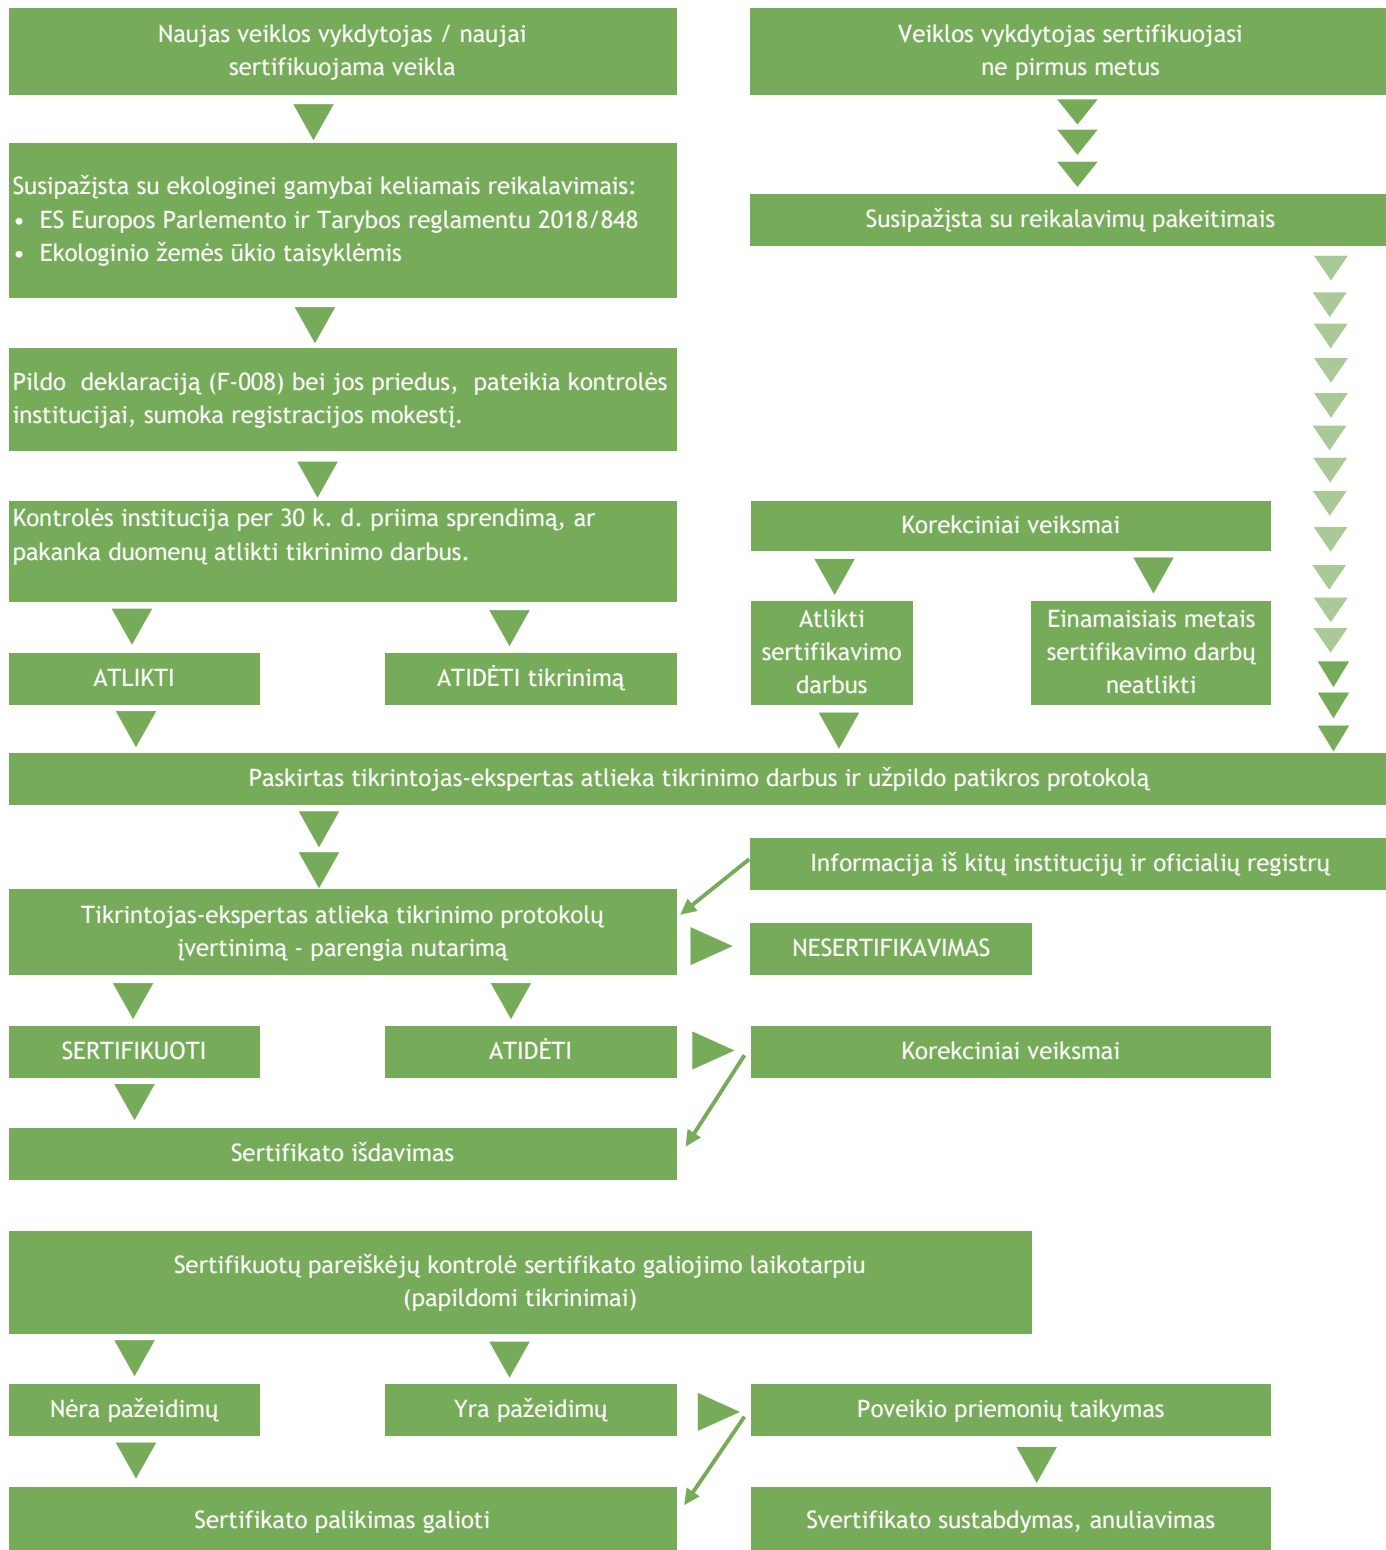 Naujas veiklos vykdytojas / naujai
sertifikuojama veikla
Veiklos vykdytojas sertifikuojasi
ne pirmus metus
Susipažįsta su ekologinei gamybai keliamais reikalavimais:
• ES Europos Parlemento ir Tarybos reglamentu 2018/848
• Ekologinio žemės ūkio taisyklėmis
Susipažįsta su reikalavimų pakeitimais
Pildo deklaraciją (F-008) bei jos priedus, pateikia kontrolės
institucijai, sumoka registracijos mokestį.
Kontrolės institucija per 30 k. d. priima sprendimą, ar
pakanka duomenų atlikti tikrinimo darbus.
Korekciniai veiksmai
ATLIKTI
ATIDĖTI tikrinimą
Atlikti
sertifikavimo
darbus
Einamaisiais metais
sertifikavimo darbų
neatlikti
Paskirtas tikrintojas-ekspertas atlieka tikrinimo darbus ir užpildo patikros protokolą
Informacija iš kitų institucijų ir oficialių registrų
Tikrintojas-ekspertas atlieka tikrinimo protokolų
įvertinimą - parengia nutarimą
NESERTIFIKAVIMAS
SERTIFIKUOTI
ATIDĖTI
Korekciniai veiksmai
Sertifikato išdavimas
Sertifikuotų pareiškėjų kontrolė sertifikato galiojimo laikotarpiu
(papildomi tikrinimai)
Nėra pažeidimų
Yra pažeidimų
Poveikio priemonių taikymas
Sertifikato palikimas galioti
Svertifikato sustabdymas, anuliavimas